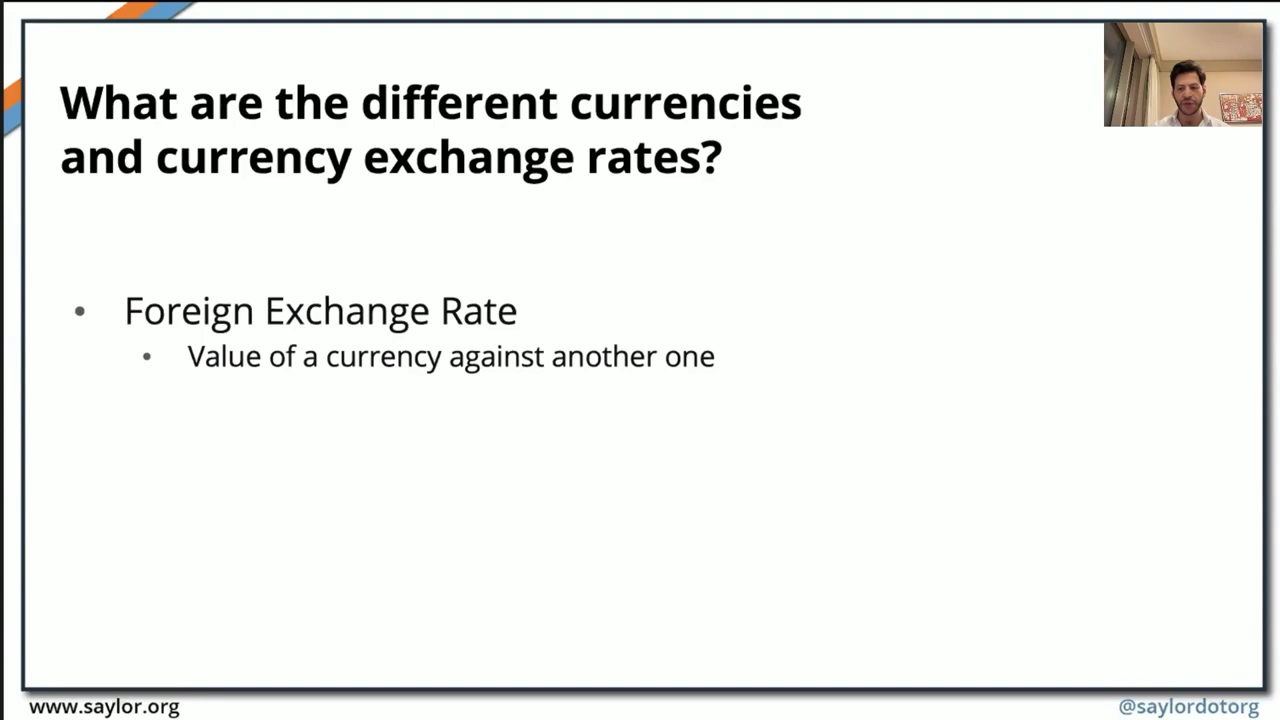 What are the different currencies
and currency exchange rates?
• Foreign Exchange Rate
• Value of a currency against another one
www.saylor.org
@saylordotorg